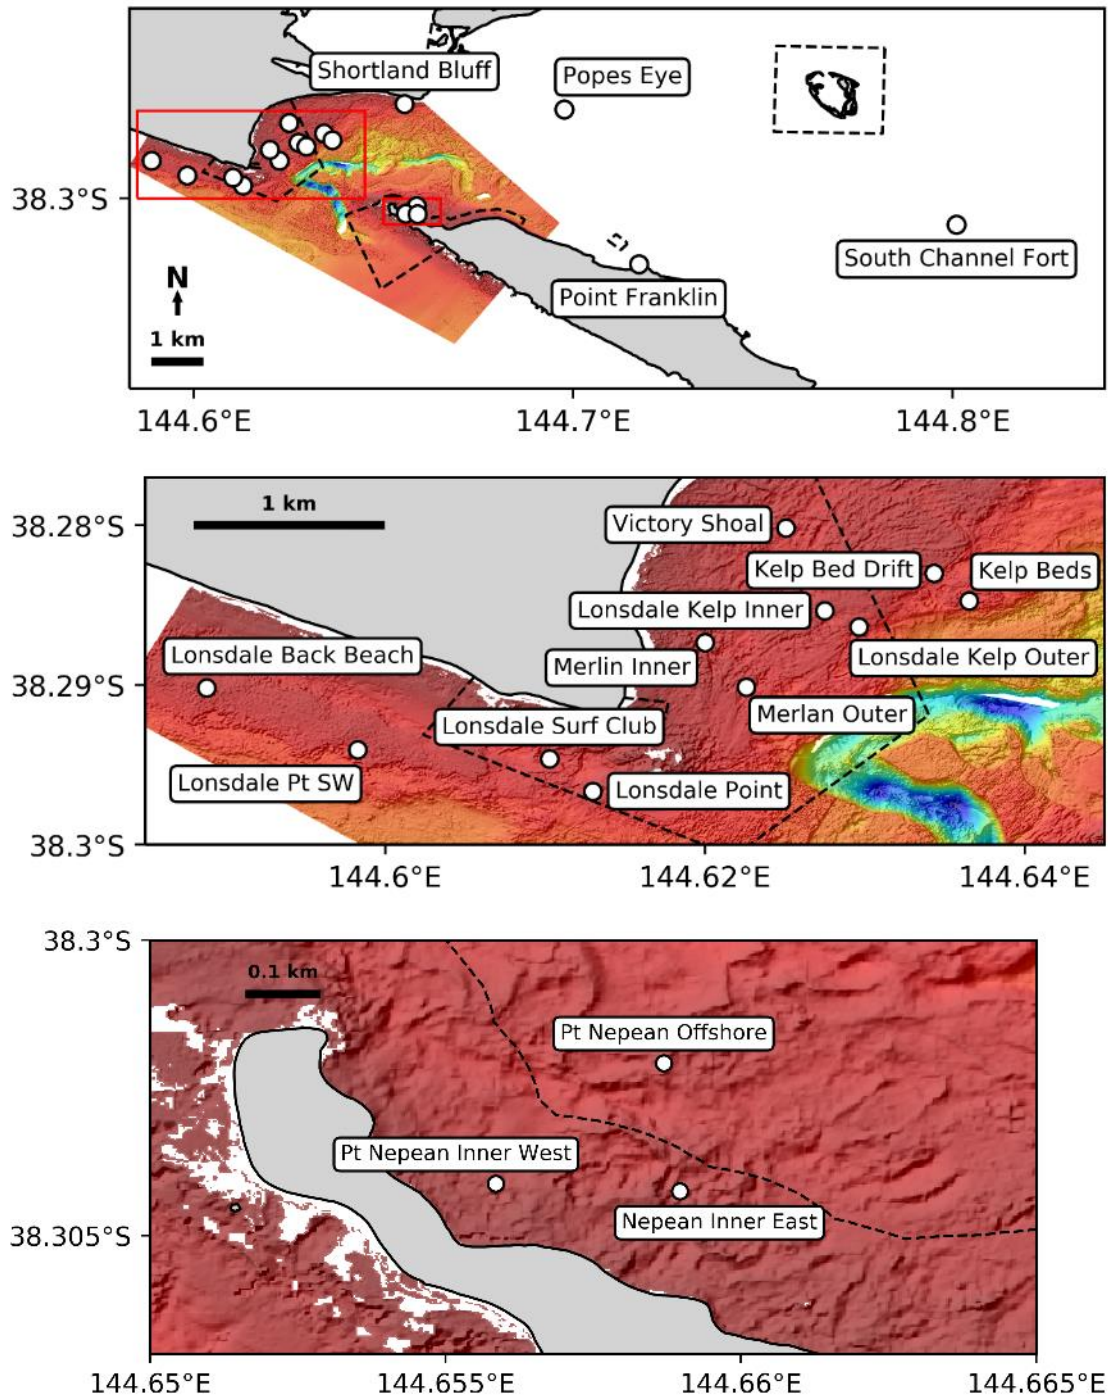 Shortland Bluff
Popes Eye
38.3°S
South Channel Fort
N
Point Franklin
1 km
144.6°E
144.7°E
144.8°E
1 km
38.28°S
Victory Shoal
Kelp Bed Drift
Kelp Beds
Lonsdale Kelp Inner
Lonsdale Back Beach
Merlin Inner
Lonsdale Kelp Outer
38.29°S
Merlan Outer
Lonsdale Surf Club
Lonsdale Pt SW
Lonsdale Point
38.3°S
144.6°E
144.62°E
144.64°E
38.3°S
0.1 km
Pt Nepean Offshore
Pt Nepean Inner West
Nepean Inner East
38.305°S
144.65°E
144.655°E
144.66°E
144.665°E